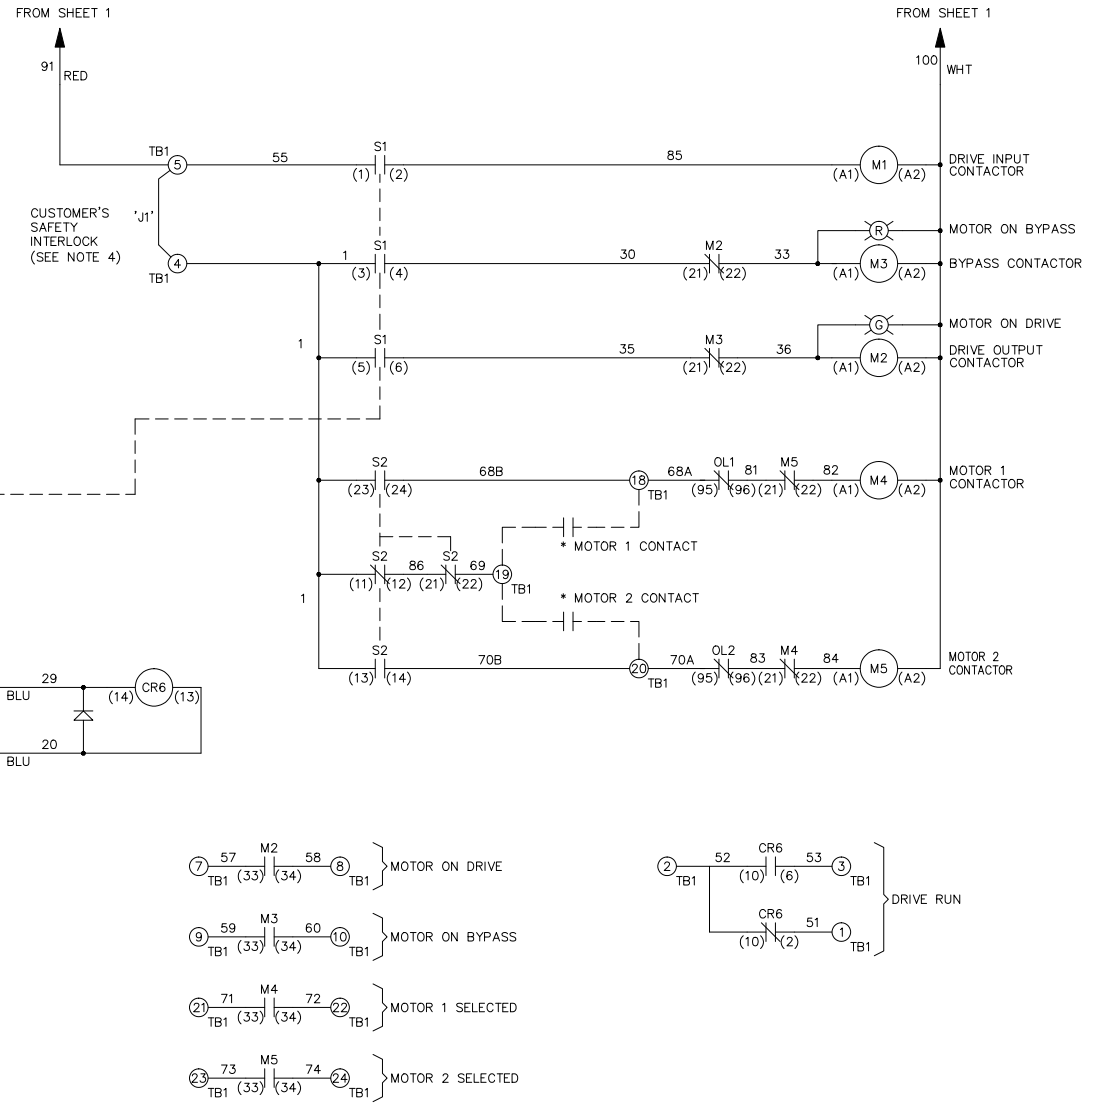 FROM SHEET 1
FROM SHEET 1
91
RED
100
WHT
TB1
5
55
S1
(1) (2)
85
M1
(A1) (A2)
DRIVE INPUT
CONTACTOR
CUSTOMER'S
SAFETY
INTERLOCK
(SEE NOTE 4)
'J1'
4
TB1
1
S1
(3) (4)
30
M2
(21) (22)
33
R
MOTOR ON BYPASS
M3
(A1) (A2)
BYPASS CONTACTOR
1
S1
(5) (6)
35
M3
(21) (22)
36
G
MOTOR ON DRIVE
M2
(A1) (A2)
DRIVE OUTPUT
CONTACTOR
S2
(23) (24)
68B
18
TB1
68A
OL1
(95) (96)
81
M5
(21) (22)
82
M4
(A1) (A2)
MOTOR 1
CONTACTOR
* MOTOR 1 CONTACT
S2
(11) (12)
86
S2
(21) (22)
69
19
TB1
* MOTOR 2 CONTACT
1
S2
(13) (14)
70B
20
TB1
70A
OL2
(95) (96)
83
M4
(21) (22)
84
M5
(A1) (A2)
MOTOR 2
CONTACTOR
29
BLU
(14) CR6 (13)
20
BLU
7
TB1
57
M2
(33) (34)
58
8
TB1
MOTOR ON DRIVE
9
TB1
59
M3
(33) (34)
60
10
TB1
MOTOR ON BYPASS
21
TB1
71
M4
(33) (34)
72
22
TB1
MOTOR 1 SELECTED
23
TB1
73
M5
(33) (34)
74
24
TB1
MOTOR 2 SELECTED
2
TB1
52
CR6
(10) (6)
53
3
TB1
CR6
(10) (2)
51
1
TB1
DRIVE RUN